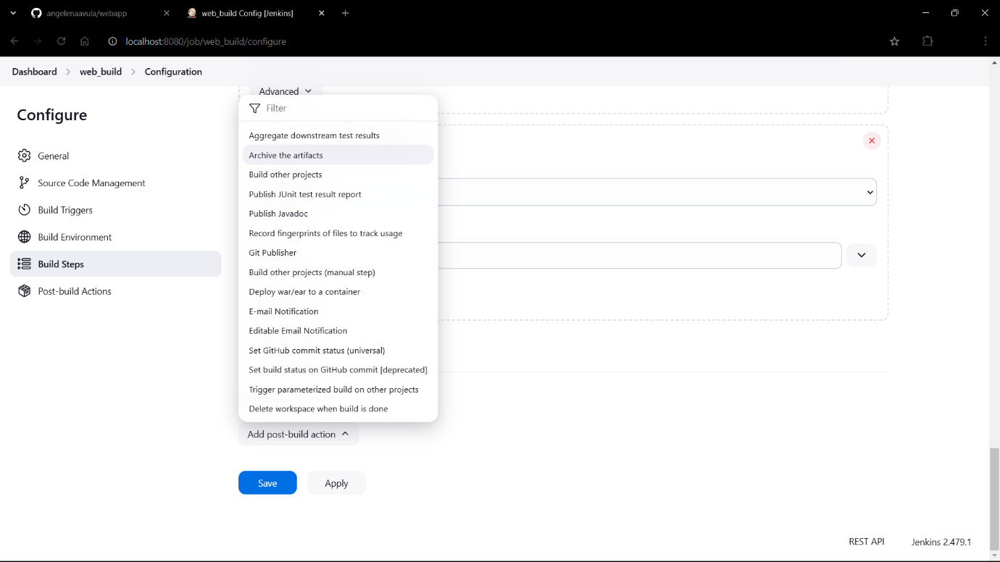 angelenaavula/webapp
web_build Config [Jenkins]
localhost:8080/job/web_build/configure
Dashboard
web_build
Configuration
Configure
General
Source Code Management
Build Triggers
Build Environment
Build Steps
Post-build Actions
Advanced
Filter
Aggregate downstream test results
Archive the artifacts
Build other projects
Publish JUnit test result report
Publish Javadoc
Record fingerprints of files to track usage
Git Publisher
Build other projects (manual step)
Deploy war/ear to a container
E-mail Notification
Editable Email Notification
Set GitHub commit status (universal)
Set build status on GitHub commit [deprecated]
Trigger parameterized build on other projects
Delete workspace when build is done
Add post-build action
Save
Apply
REST API
Jenkins 2.479.1